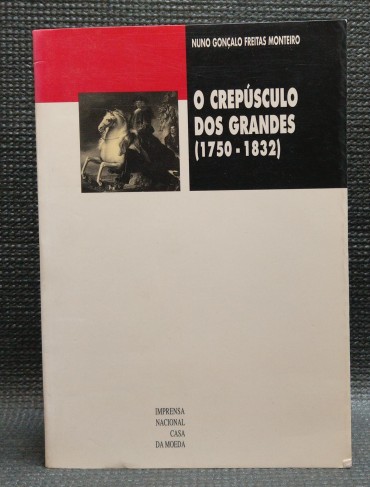 NUNO GONÇALO FREITAS MONTEIRO
O CREPÚSCULO
DOS GRANDES
(1750-1832)
IMPRENSA
NACIONAL
CASA
DA MOEDA